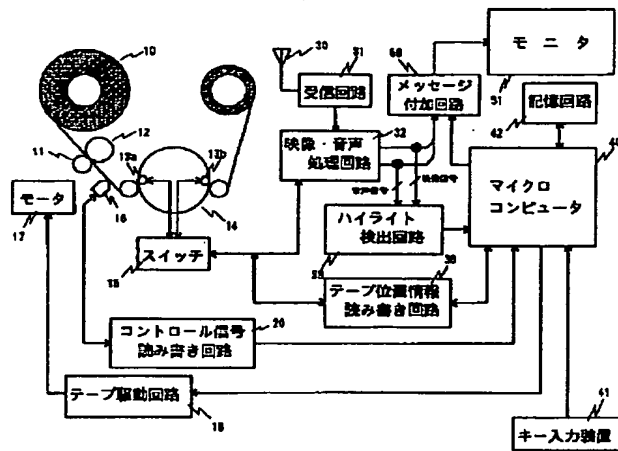 10
12
11
13a
13b
16
モータ
17
14
スイッチ
15
30
31
受信回路
32
映像・音声
処理回路
50
メッセージ
付加回路
モニタ
51
記憶回路
42
40
マイクロ
コンピュータ
音声信号
映像信号
ハイライト
検出回路
33
38
テープ位置情報
読み書き回路
コントロール信号
読み書き回路
20
テープ駆動回路
18
41
キー入力装置